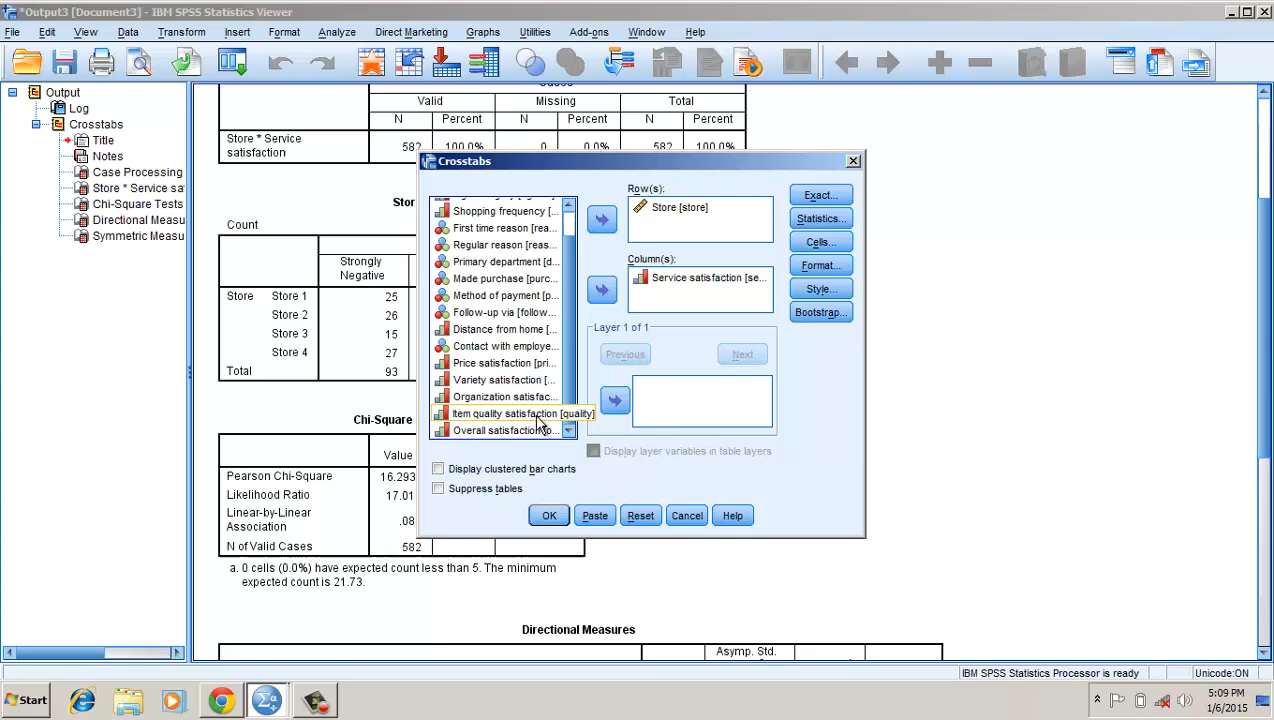 *Output3 [Document3] - IBM SPSS Statistics Viewer
File Edit View Data Transform Insert Format Analyze Direct Marketing Graphs Utilities Add-ons Window Help
Output
Log
Crosstabs
Title
Notes
Case Processing
Store * Service sa
Chi-Square Tests
Directional Measu
Symmetric Measu
Valid Missing Total
N Percent N Percent N Percent
Store * Service
satisfaction
582 100.0% 0 0.0% 582 100.0%
Count
Strongly
Negative
Store Store 1 25
Store 2 26
Store 3 15
Store 4 27
Total 93
Chi-Square
Value
Pearson Chi-Square 16.293
Likelihood Ratio 17.01
Linear-by-Linear
Association
.08
N of Valid Cases 582
a. 0 cells (0.0%) have expected count less than 5. The minimum
expected count is 21.73.
Directional Measures
Asymp. Std.
Crosstabs
Shopping frequency [...
First time reason [rea...
Regular reason [reas...
Primary department [d...
Made purchase [purc...
Method of payment [p...
Follow-up via [follow...
Distance from home [...
Contact with employe...
Price satisfaction [pri...
Variety satisfaction [...
Organization satisfac...
Item quality satisfaction [quality]
Overall satisfaction
Row(s):
Store [store]
Column(s):
Service satisfaction [se...
Layer 1 of 1
Previous Next
Display layer variables in table layers
Exact...
Statistics...
Cells...
Format...
Style...
Bootstrap...
Display clustered bar charts
Suppress tables
OK Paste Reset Cancel Help
IBM SPSS Statistics Processor is ready Unicode:ON
Start
5:09 PM
1/6/2015